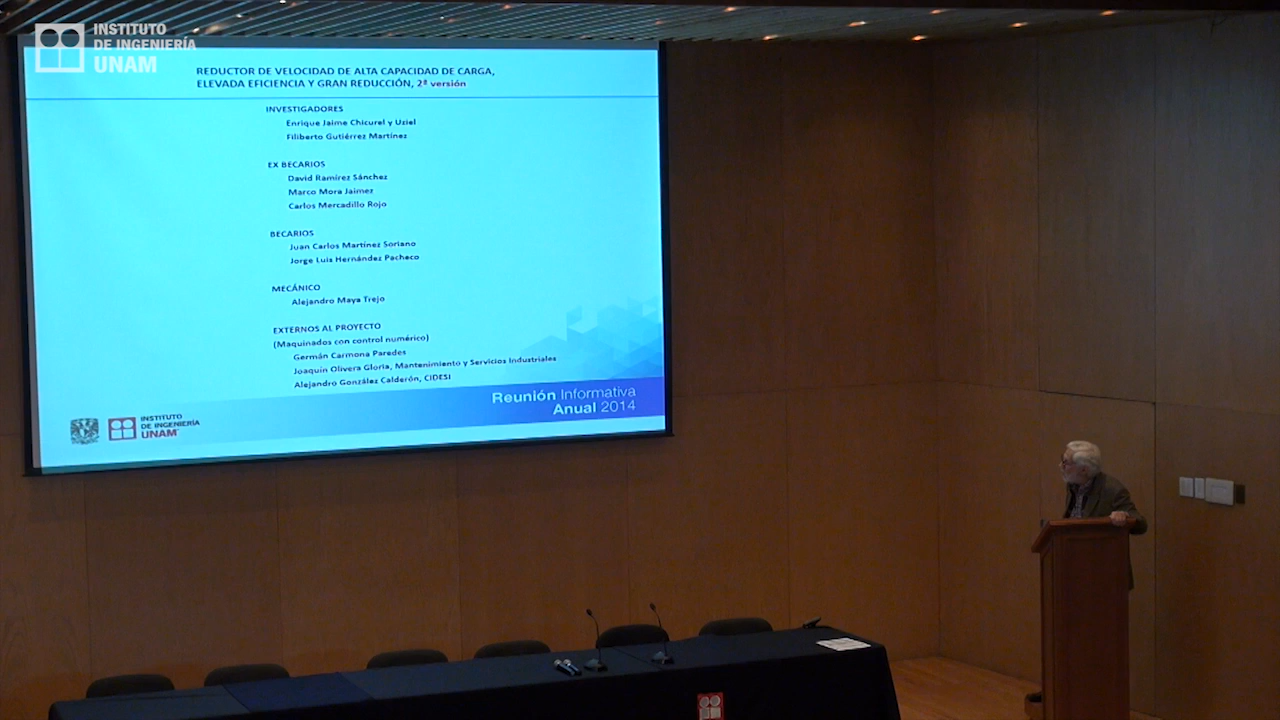 INSTITUTO
DE INGENIERÍA
UNAM
REDUCTOR DE VELOCIDAD DE ALTA CAPACIDAD DE CARGA,
ELEVADA EFICIENCIA Y GRAN REDUCCIÓN, 2ª versión
INVESTIGADORES
Enrique Jaime Chicurel y Uziel
Filiberto Gutiérrez Martínez
EX BECARIOS
David Ramírez Sánchez
Marco Mora Jaimez
Carlos Mercadillo Rojo
BECARIOS
Juan Carlos Martínez Soriano
Jorge Luis Hernández Pacheco
MECÁNICO
Alejandro Maya Trejo
EXTERNOS AL PROYECTO
(Maquinados con control numérico)
Germán Carmona Paredes
Joaquín Olivera Gloria, Mantenimiento y Servicios Industriales
Alejandro González Calderón, CIDESI
Reunión Informativa
Anual 2014
INSTITUTO
DE INGENIERÍA
UNAM